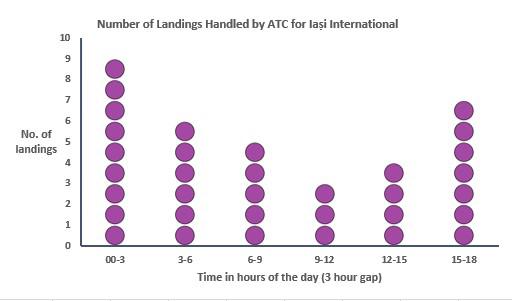 Number of Landings Handled by ATC for Iași International
10
9
8
7
6
5
4
3
2
1
0
No. of
landings
00-3 3-6 6-9 9-12 12-15 15-18
Time in hours of the day (3 hour gap)